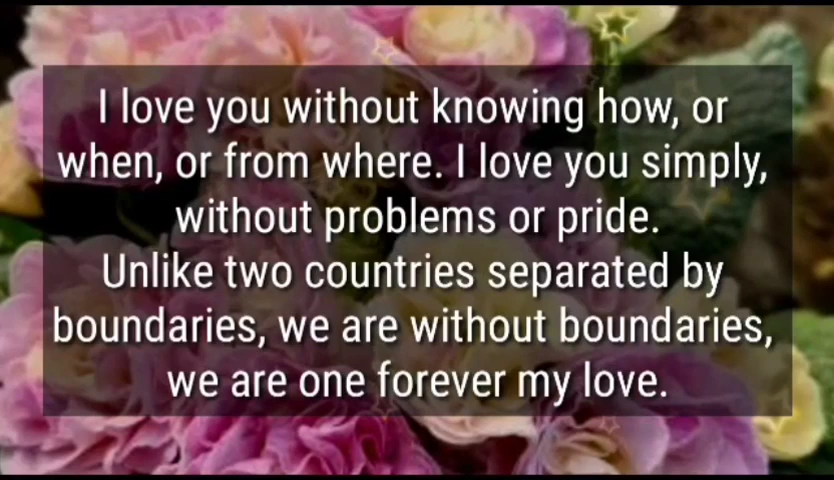 I love you without knowing how, or
when, or from where. I love you simply,
without problems or pride.
Unlike two countries separated by
boundaries, we are without boundaries,
we are one forever my love.